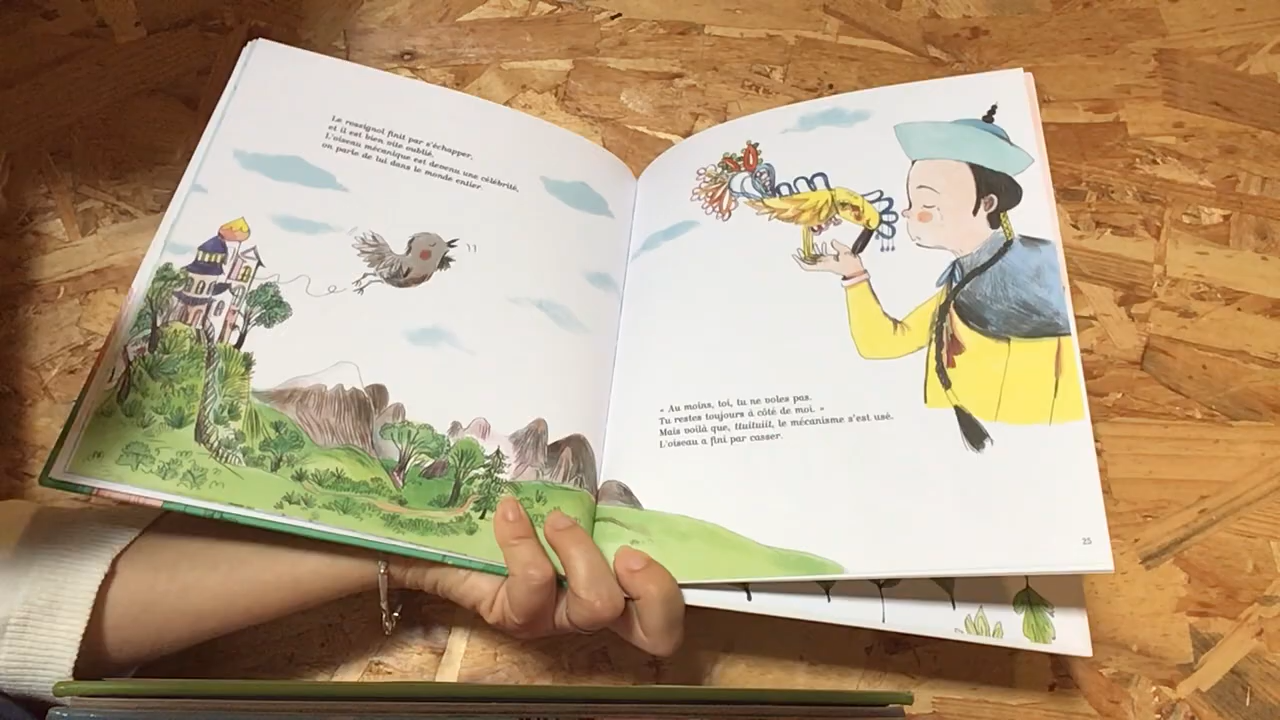 Le rossignol finit par s'échapper,
et il est bien vite oublié.
L'oiseau mécanique est devenu une célébrité,
on parle de lui dans le monde entier.
« Au moins, toi, tu ne voles pas.
Tu restes toujours à côté de moi. »
Mais voilà que, ttuituiit, le mécanisme s'est usé.
L'oiseau a fini par casser.
25